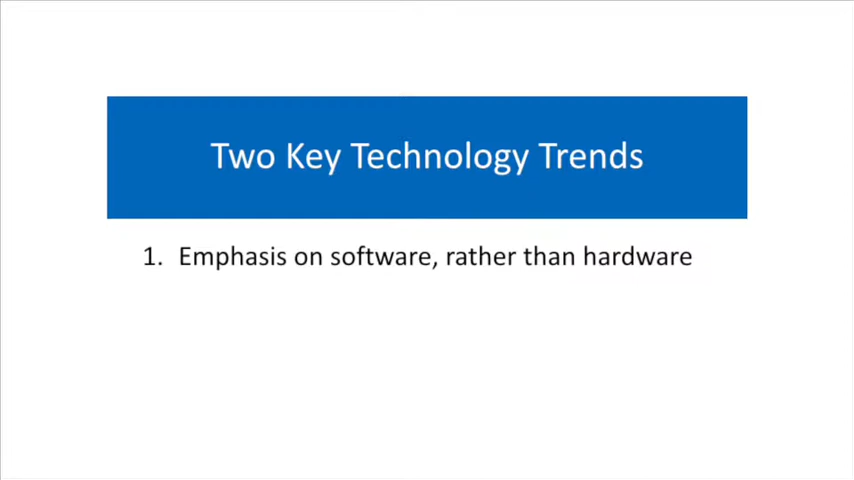 Two Key Technology Trends
1. Emphasis on software, rather than hardware